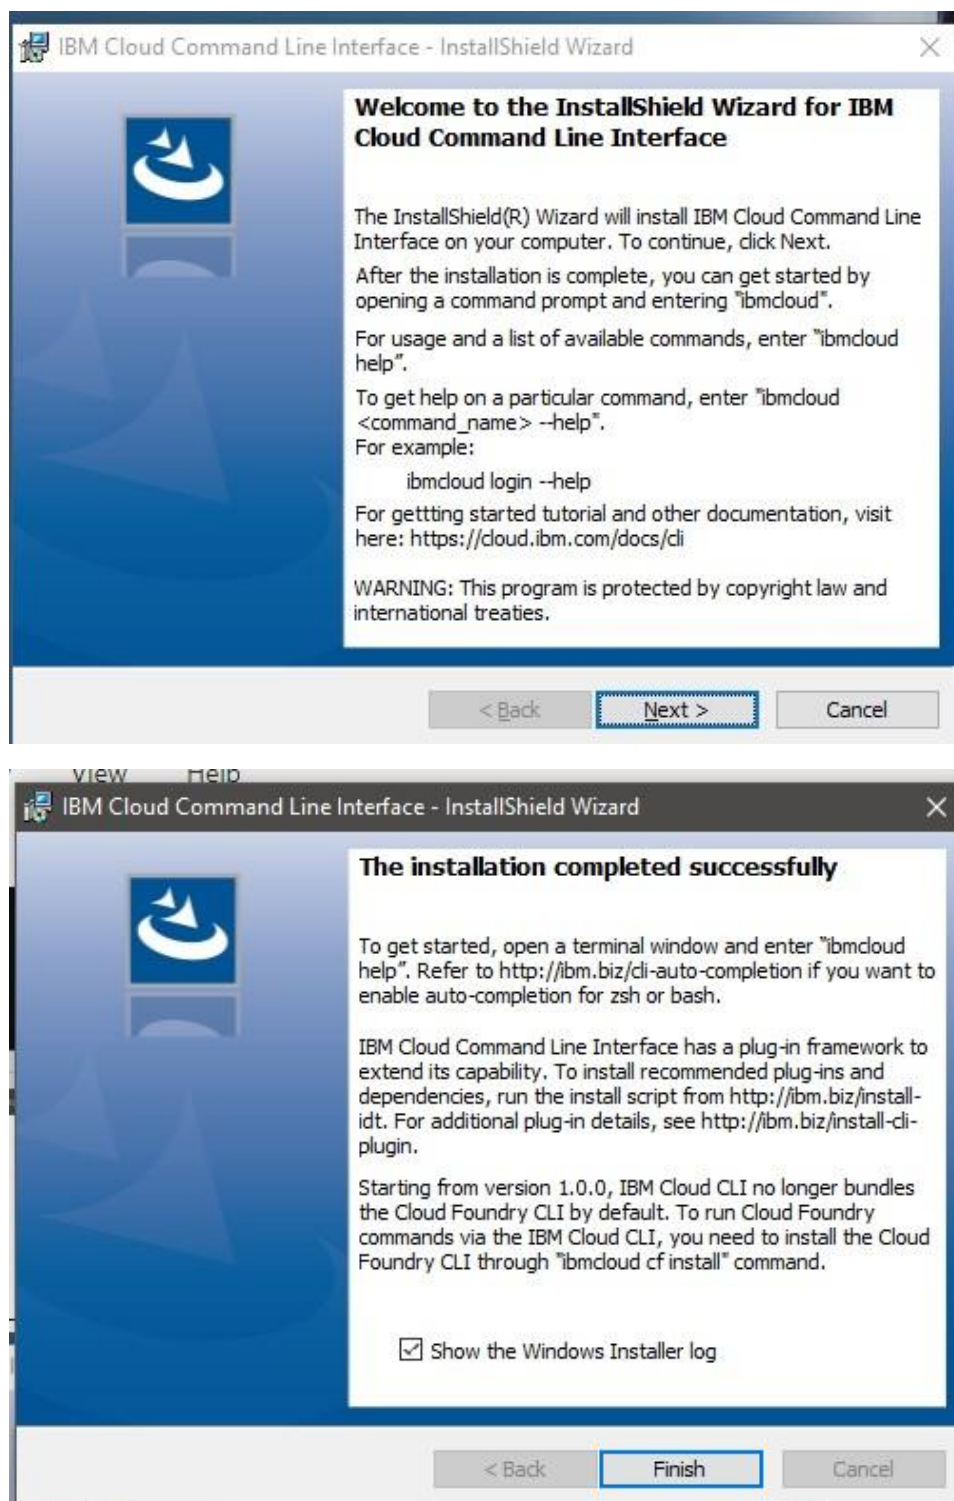 IBM Cloud Command Line Interface - InstallShield Wizard
Welcome to the InstallShield Wizard for IBM
Cloud Command Line Interface
The InstallShield(R) Wizard will install IBM Cloud Command Line
Interface on your computer. To continue, click Next.
After the installation is complete, you can get started by
opening a command prompt and entering "ibmcloud".
For usage and a list of available commands, enter "ibmcloud
help".
To get help on a particular command, enter "ibmcloud
<command_name> --help".
For example:
ibmcloud login --help
For gettting started tutorial and other documentation, visit
here: https://cloud.ibm.com/docs/cli
WARNING: This program is protected by copyright law and
international treaties.
< Back
Next >
Cancel
View Help
IBM Cloud Command Line Interface - InstallShield Wizard
The installation completed successfully
To get started, open a terminal window and enter "ibmcloud
help". Refer to http://ibm.biz/cli-auto-completion if you want to
enable auto-completion for zsh or bash.
IBM Cloud Command Line Interface has a plug-in framework to
extend its capability. To install recommended plug-ins and
dependencies, run the install script from http://ibm.biz/install-
idt. For additional plug-in details, see http://ibm.biz/install-cli-
plugin.
Starting from version 1.0.0, IBM Cloud CLI no longer bundles
the Cloud Foundry CLI by default. To run Cloud Foundry
commands via the IBM Cloud CLI, you need to install the Cloud
Foundry CLI through "ibmcloud cf install" command.
Show the Windows Installer log
< Back
Finish
Cancel